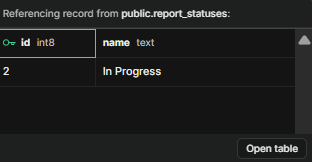 Referencing record from public.report_statuses:
id int8 name text
2 In Progress
Open table